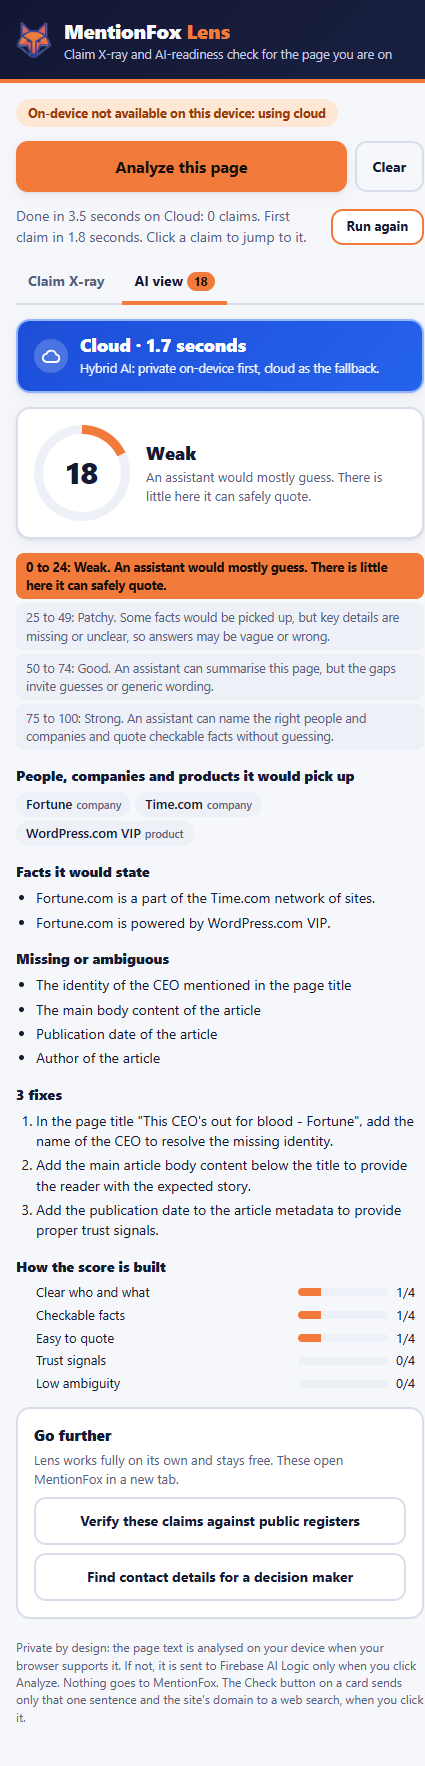 MentionFox Lens
Claim X-ray and AI-readiness check for the page you are on
On-device not available on this device: using cloud
Analyze this page
Clear
Done in 3.5 seconds on Cloud: 0 claims. First
claim in 1.8 seconds. Click a claim to jump to it.
Run again
Claim X-ray
AI view 18
Cloud · 1.7 seconds
Hybrid AI: private on-device first, cloud as the fallback.
18
Weak
An assistant would mostly guess. There is
little here it can safely quote.
0 to 24: Weak. An assistant would mostly guess. There is little
here it can safely quote.
25 to 49: Patchy. Some facts would be picked up, but key details are
missing or unclear, so answers may be vague or wrong.
50 to 74: Good. An assistant can summarise this page, but the gaps
invite guesses or generic wording.
75 to 100: Strong. An assistant can name the right people and
companies and quote checkable facts without guessing.
People, companies and products it would pick up
Fortune company
Time.com company
WordPress.com VIP product
Facts it would state
• Fortune.com is a part of the Time.com network of sites.
• Fortune.com is powered by WordPress.com VIP.
Missing or ambiguous
• The identity of the CEO mentioned in the page title
• The main body content of the article
• Publication date of the article
• Author of the article
3 fixes
1. In the page title "This CEO's out for blood - Fortune", add the
name of the CEO to resolve the missing identity.
2. Add the main article body content below the title to provide
the reader with the expected story.
3. Add the publication date to the article metadata to provide
proper trust signals.
How the score is built
Clear who and what 1/4
Checkable facts 1/4
Easy to quote 1/4
Trust signals 0/4
Low ambiguity 0/4
Go further
Lens works fully on its own and stays free. These open
MentionFox in a new tab.
Verify these claims against public registers
Find contact details for a decision maker
Private by design: the page text is analysed on your device when your
browser supports it. If not, it is sent to Firebase AI Logic only when you click
Analyze. Nothing goes to MentionFox. The Check button on a card sends
only that one sentence and the site's domain to a web search, when you click
it.